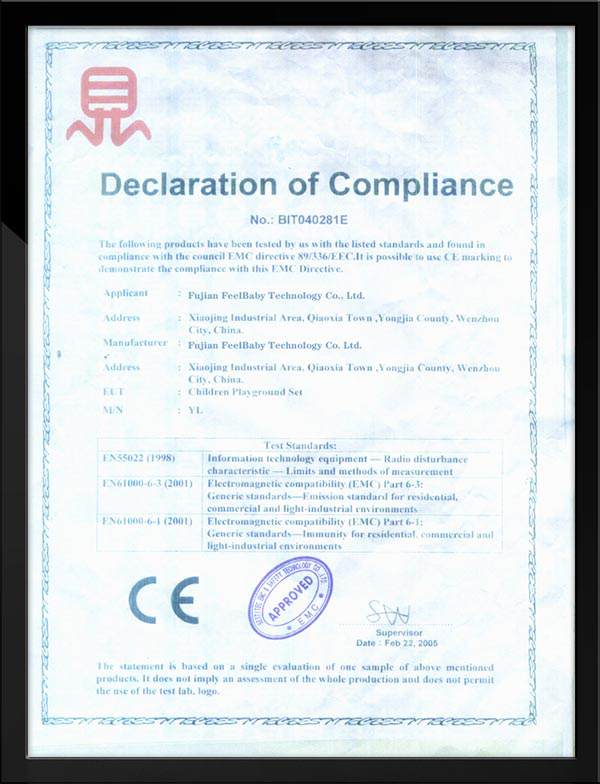 Declaration of Compliance
No.: BIT040281E
The following products have been tested by us with the listed standards and found in
compliance with the council EMC directive 89/336/EEC.It is possible to use CE marking to
demonstrate the compliance with this EMC Directive.
Applicant : Fujian FeelBaby Technology Co., Ltd.
Address : Xiaojing Industrial Area, Qiaoxia Town ,Yongjia County, Wenzhou
City, China.
Manufacturer : Fujian FeelBaby Technology Co. Ltd.
Address : Xiaojing Industrial Area, Qiaoxia Town ,Yongjia County, Wenzhou
City, China.
EUT : Children Playground Set
M/N : YL
Test Standards:
EN55022 (1998) Information technology equipment — Radio disturbance
characteristic — Limits and methods of measurement
EN61000-6-3 (2001) Electromagnetic compatibility (EMC) Part 6-3:
Generic standards—Emission standard for residential,
commercial and light-industrial environments
EN61000-6-1 (2001) Electromagnetic compatibility (EMC) Part 6-1:
Generic standards—Immunity for residential, commercial and
light-industrial environments
CE
EMC & SAFETY TECHNOLOGY CO. LTD
APPROVED
EMC
Supervisor
Date : Feb 22, 2005
The statement is based on a single evaluation of one sample of above mentioned
products. It does not imply an assessment of the whole production and does not permit
the use of the test lab. logo.